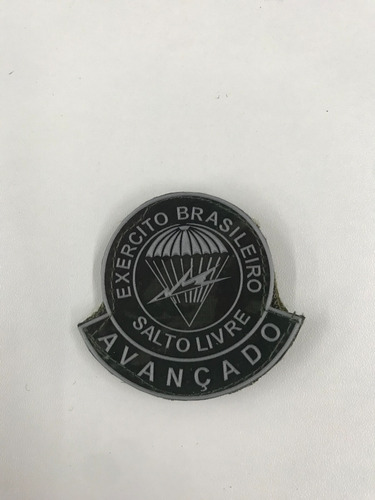 EXERCITO BRASILEIRO
SALTO LIVRE
AVANÇADO